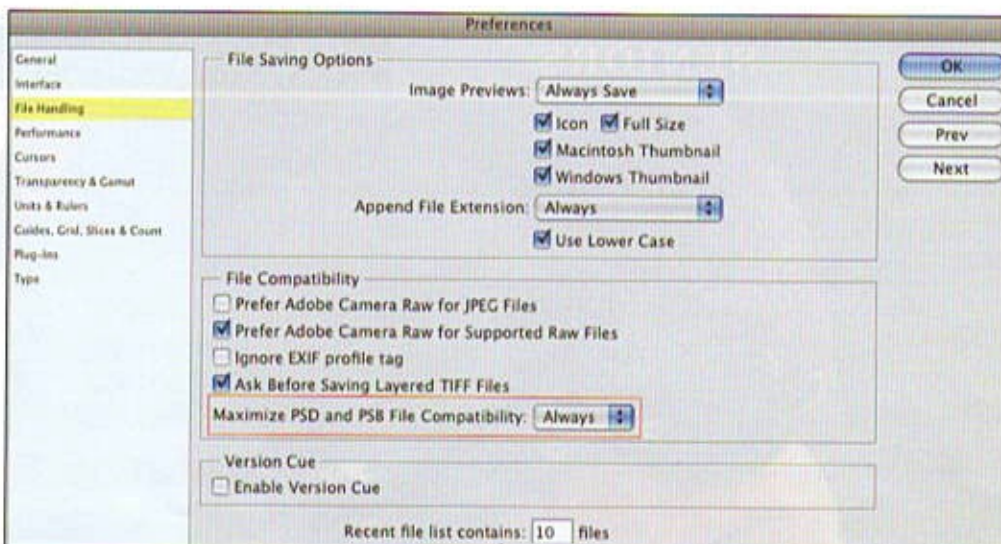 Preferences
General
Interface
File Handling
Performance
Cursors
Transparency & Gamut
Units & Rulers
Guides, Grid, Slices & Count
Plug-Ins
Type
File Saving Options
Image Previews: Always Save
Icon Full Size
Macintosh Thumbnail
Windows Thumbnail
Append File Extension: Always
Use Lower Case
File Compatibility
Prefer Adobe Camera Raw for JPEG Files
Prefer Adobe Camera Raw for Supported Raw Files
Ignore EXIF profile tag
Ask Before Saving Layered TIFF Files
Maximize PSD and PSB File Compatibility: Always
Version Cue
Enable Version Cue
Recent file list contains: 10 files
OK
Cancel
Prev
Next